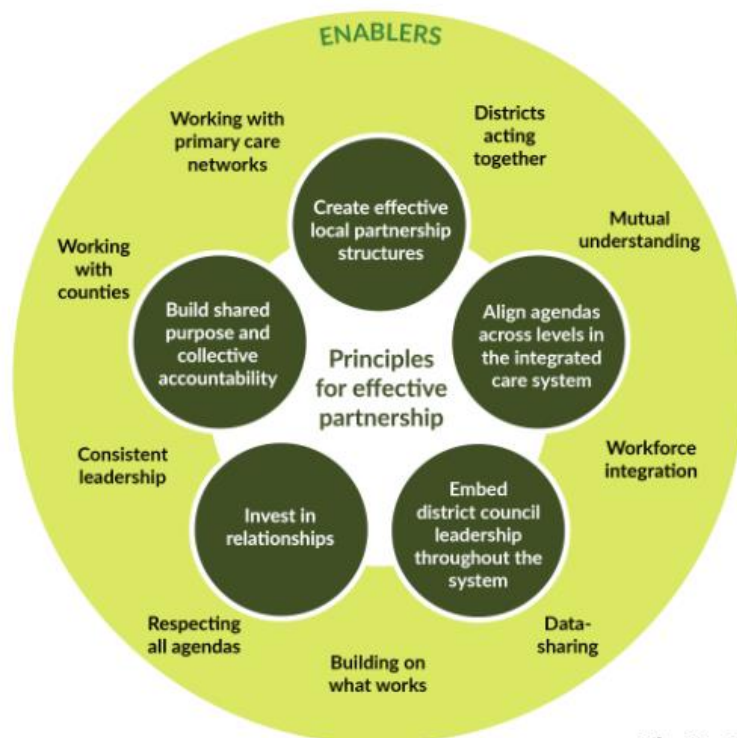 ENABLERS
Working with
primary care
networks
Districts
acting
together
Mutual
understanding
Workforce
integration
Data-
sharing
Building on
what works
Respecting
all agendas
Consistent
leadership
Working
with
counties
Create effective
local partnership
structures
Align agendas
across levels in
the integrated
care system
Embed
district council
leadership
throughout the
system
Invest in
relationships
Build shared
purpose and
collective
accountability
Principles
for effective
partnership